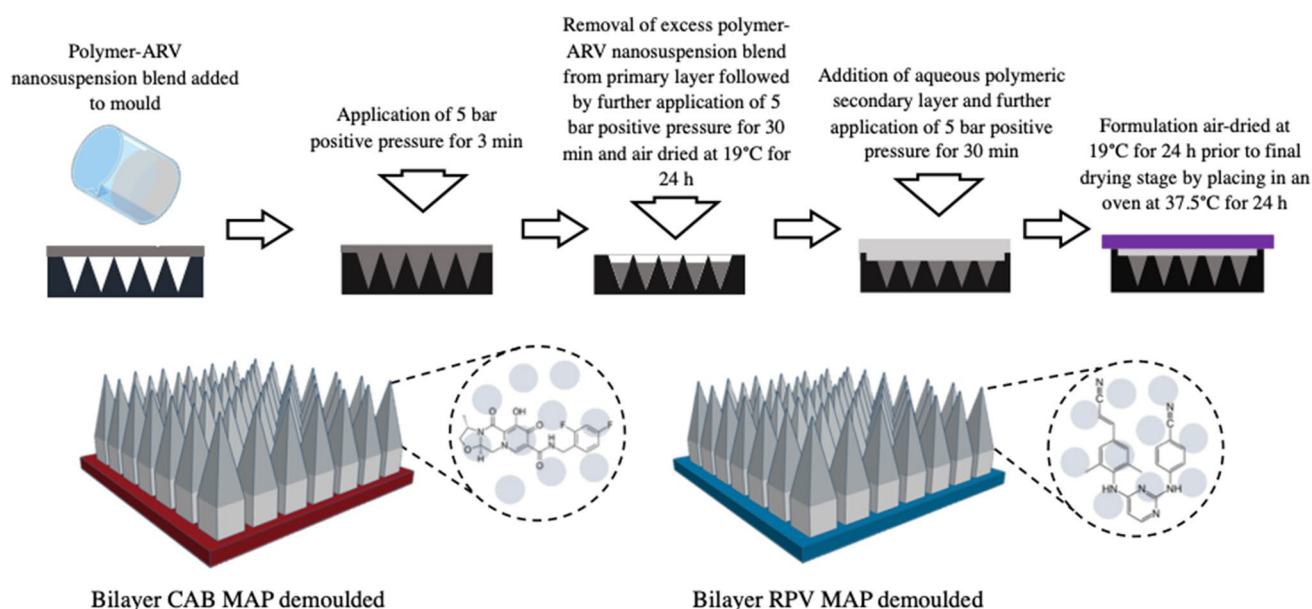 Polymer-ARV
nanosuspension blend added
to mould
Application of 5 bar
positive pressure for 3 min
Removal of excess polymer-
ARV nanosuspension blend
from primary layer followed
by further application of 5
bar positive pressure for 30
min and air dried at 19°C for
24 h
Addition of aqueous polymeric
secondary layer and further
application of 5 bar positive
pressure for 30 min
Formulation air-dried at
19°C for 24 h prior to final
drying stage by placing in an
oven at 37.5°C for 24 h
O
OH
O
N
N
O
H
O
H
N
F
F
N
N
HN
N
N
NH
Bilayer CAB MAP demoulded
Bilayer RPV MAP demoulded